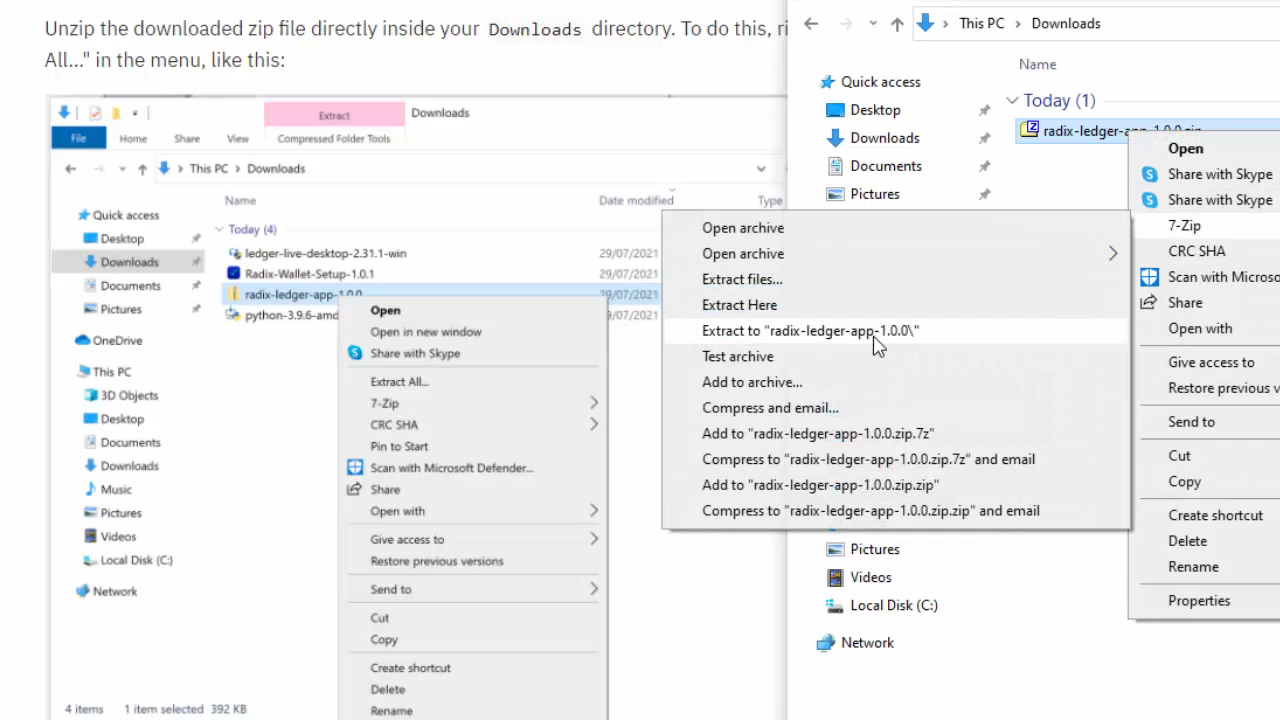 Unzip the downloaded zip file directly inside your Downloads directory. To do this, ri
All..." in the menu, like this:
Extract
Downloads
File
Home
Share
View
Compressed Folder Tools
This PC > Downloads
Name
Date modified
Type
Quick access
Desktop
Downloads
Documents
Pictures
OneDrive
This PC
3D Objects
Desktop
Documents
Downloads
Music
Pictures
Videos
Local Disk (C:)
Network
Today (4)
ledger-live-desktop-2.31.1-win
29/07/2021
Radix-Wallet-Setup-1.0.1
29/07/2021
radix-ledger-app-1.0.0
29/07/2021
python-3.9.6-amd
29/07/2021
Open
Open in new window
Share with Skype
Extract All...
7-Zip
CRC SHA
Pin to Start
Scan with Microsoft Defender...
Share
Open with
Give access to
Restore previous versions
Send to
Cut
Copy
Create shortcut
Delete
Rename
4 items
1 item selected 392 KB
This PC > Downloads
Name
Quick access
Desktop
Downloads
Documents
Pictures
Today (1)
radix-ledger-app-1.0.0.zip
Open archive
Open archive
Extract files...
Extract Here
Extract to "radix-ledger-app-1.0.0\"
Test archive
Add to archive...
Compress and email...
Add to "radix-ledger-app-1.0.0.zip.7z"
Compress to "radix-ledger-app-1.0.0.zip.7z" and email
Add to "radix-ledger-app-1.0.0.zip.zip"
Compress to "radix-ledger-app-1.0.0.zip.zip" and email
Pictures
Videos
Local Disk (C:)
Network
Open
Share with Skype
Share with Skype
7-Zip
CRC SHA
Scan with Microso
Share
Open with
Give access to
Restore previous v
Send to
Cut
Copy
Create shortcut
Delete
Rename
Properties